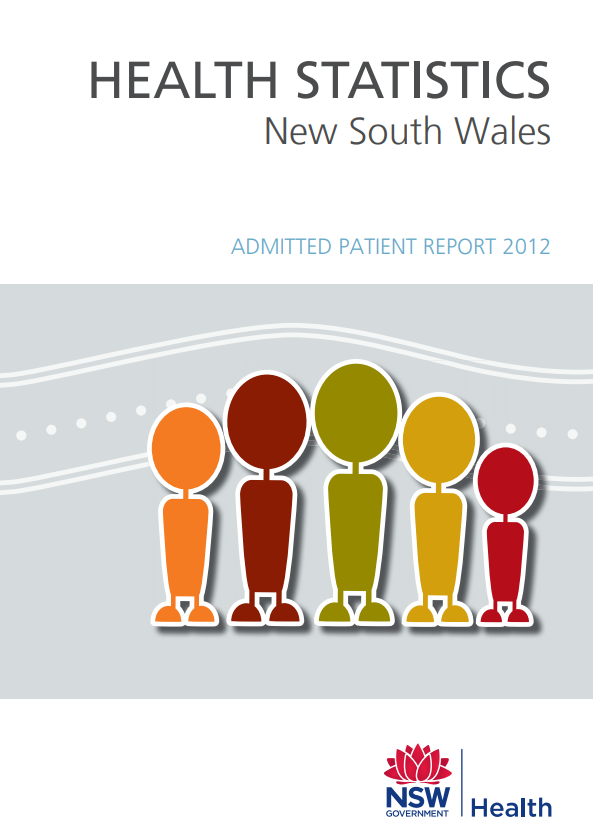 HEALTH STATISTICS
New South Wales
ADMITTED PATIENT REPORT 2012
NSW
GOVERNMENT
Health